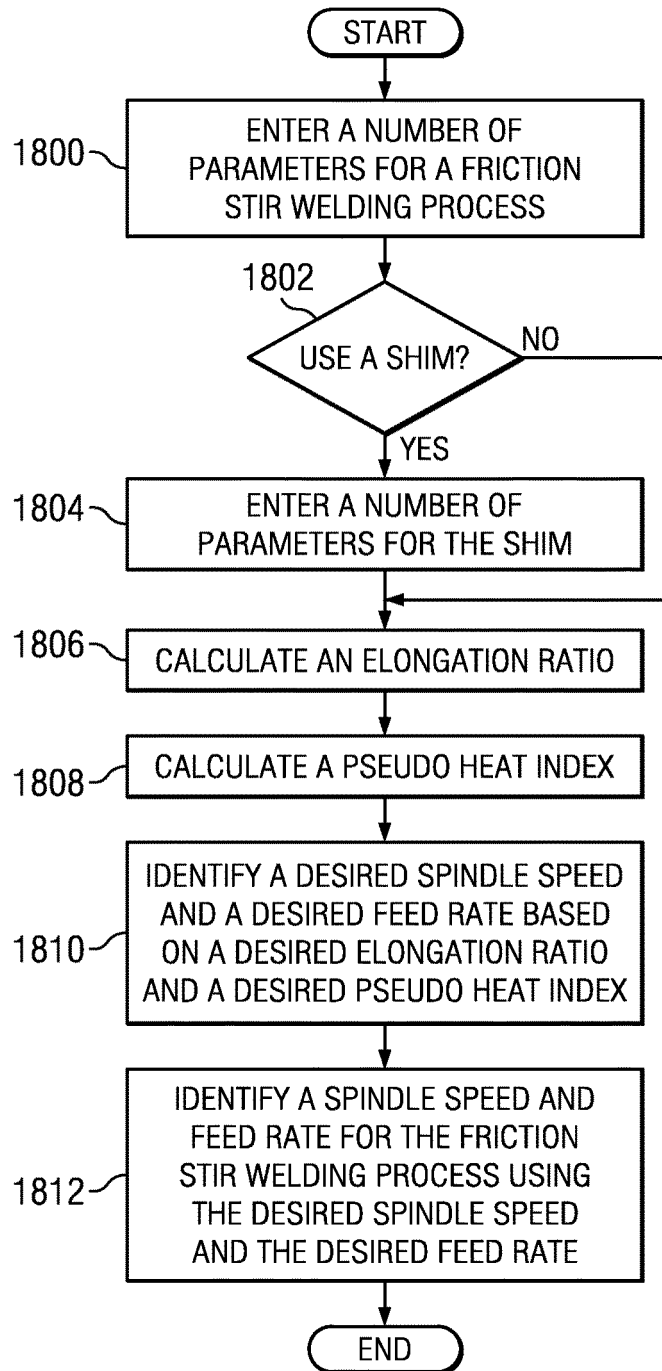 START
1800
ENTER A NUMBER OF
PARAMETERS FOR A FRICTION
STIR WELDING PROCESS
1802
USE A SHIM?
NO
YES
1804
ENTER A NUMBER OF
PARAMETERS FOR THE SHIM
1806
CALCULATE AN ELONGATION RATIO
1808
CALCULATE A PSEUDO HEAT INDEX
1810
IDENTIFY A DESIRED SPINDLE SPEED
AND A DESIRED FEED RATE BASED
ON A DESIRED ELONGATION RATIO
AND A DESIRED PSEUDO HEAT INDEX
1812
IDENTIFY A SPINDLE SPEED AND
FEED RATE FOR THE FRICTION
STIR WELDING PROCESS USING
THE DESIRED SPINDLE SPEED
AND THE DESIRED FEED RATE
END